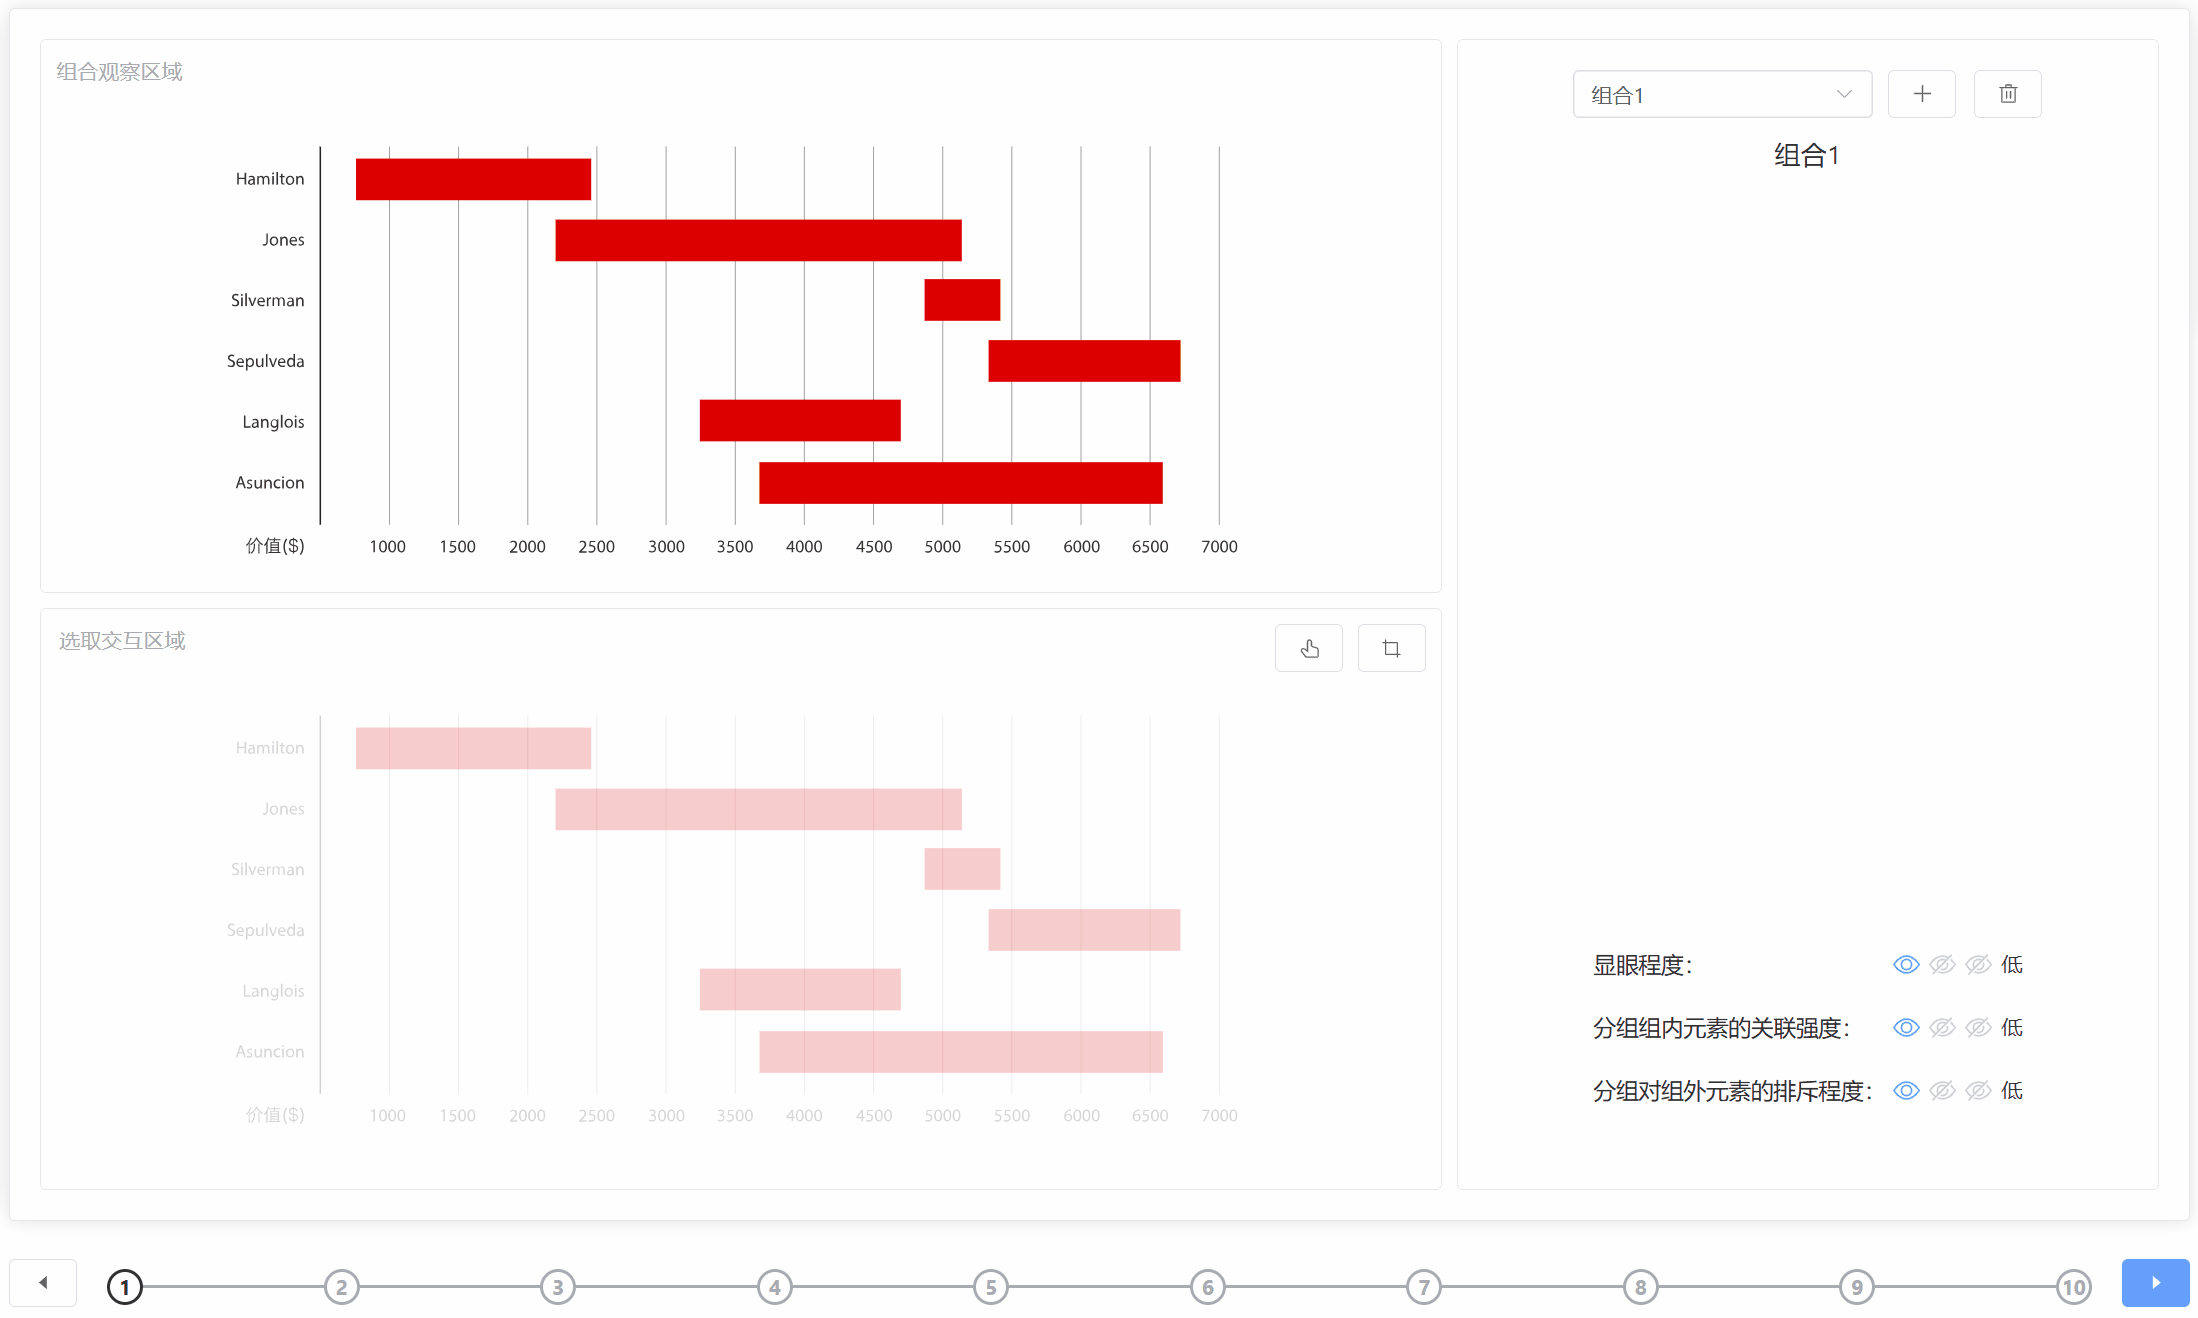 组合观察区域
Hamilton
Jones
Silverman
Sepulveda
Langlois
Asuncion
价值($) 1000 1500 2000 2500 3000 3500 4000 4500 5000 5500 6000 6500 7000
选取交互区域
Hamilton
Jones
Silverman
Sepulveda
Langlois
Asuncion
价值($) 1000 1500 2000 2500 3000 3500 4000 4500 5000 5500 6000 6500 7000
组合1
组合1
显眼程度: 低
分组组内元素的关联强度: 低
分组对组外元素的排斥程度: 低
1 2 3 4 5 6 7 8 9 10